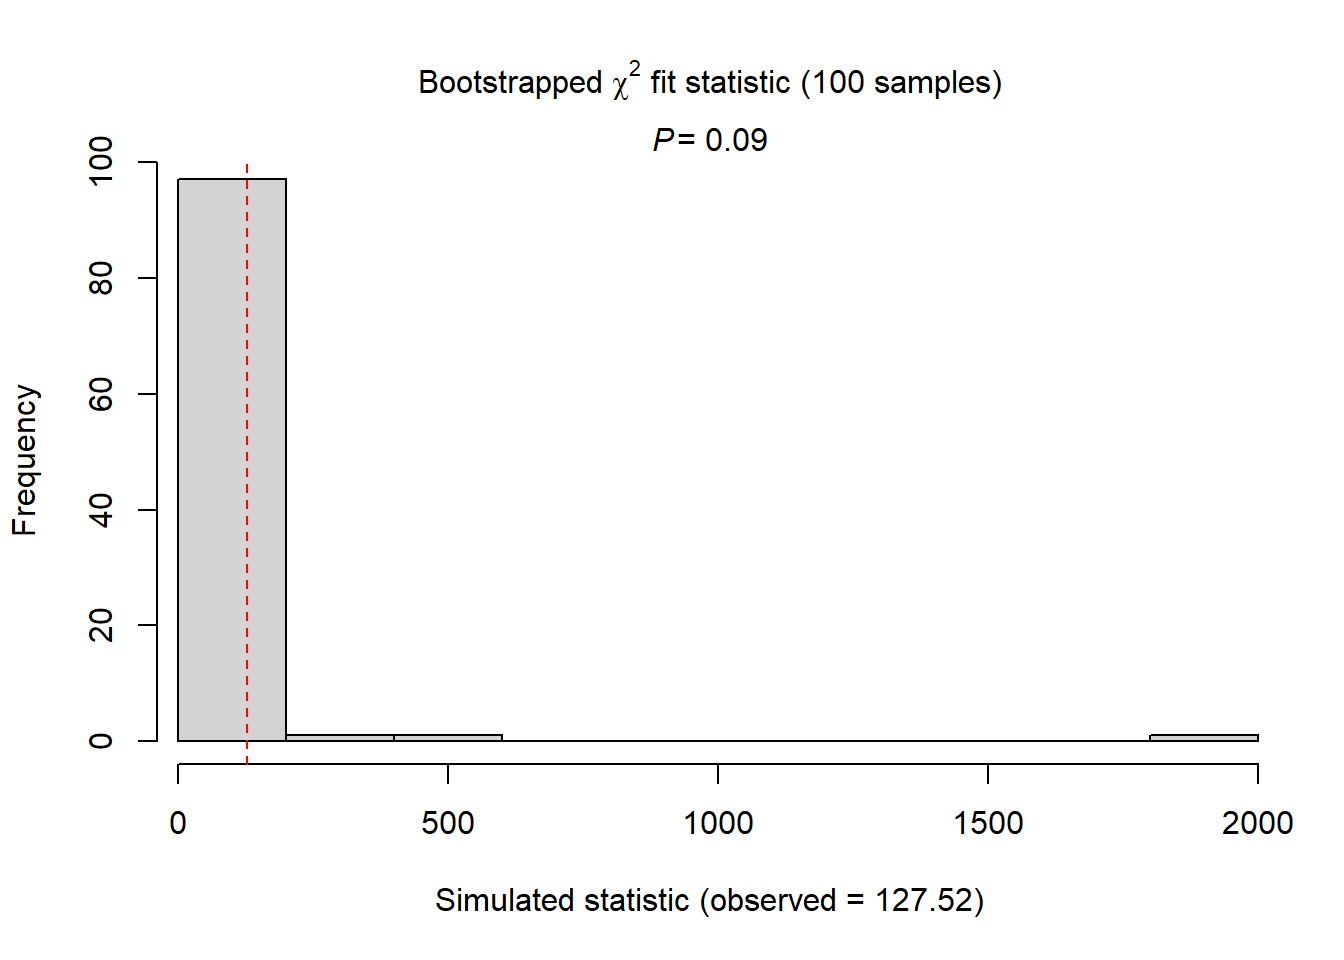 Bootstrapped χ² fit statistic (100 samples)
P = 0.09
Frequency
100
80
60
40
20
0
0 500 1000 1500 2000
Simulated statistic (observed = 127.52)